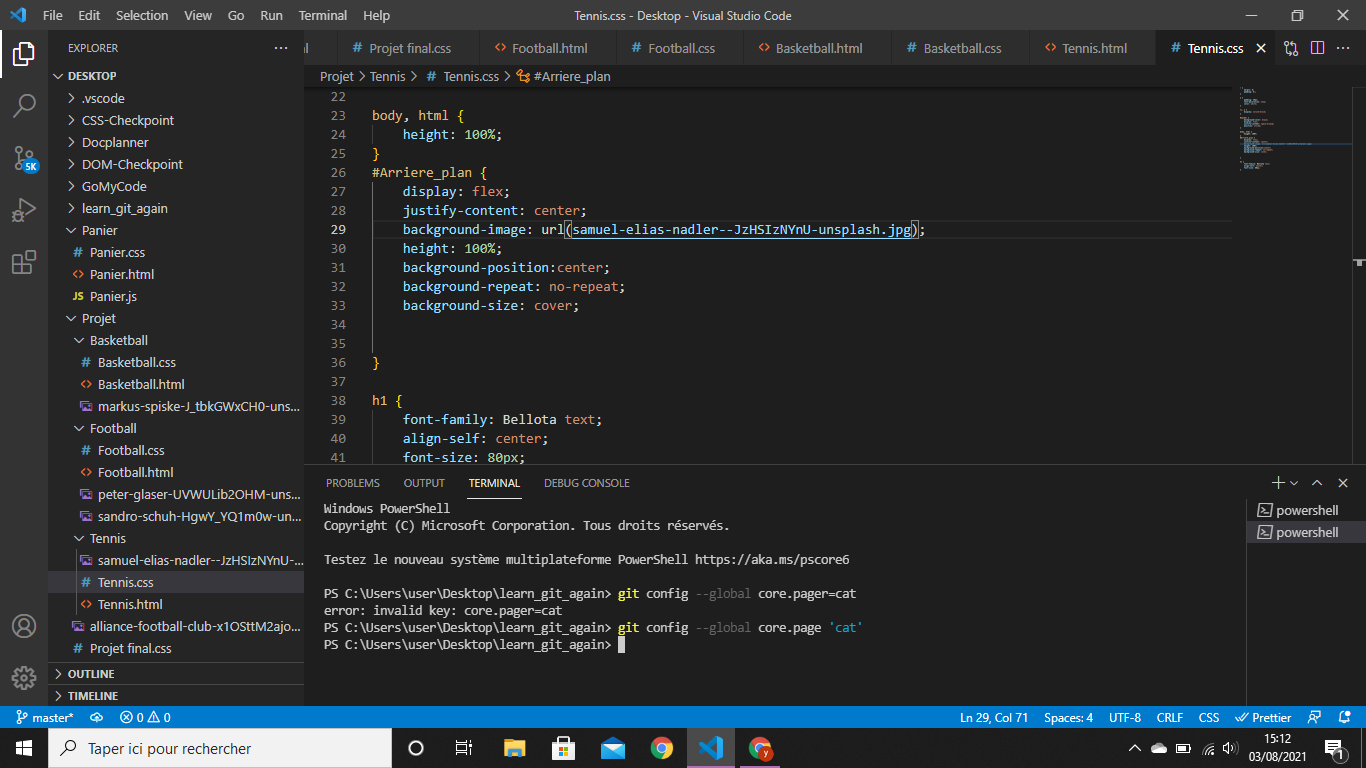 File Edit Selection View Go Run Terminal Help
Tennis.css - Desktop - Visual Studio Code
EXPLORER
Projet final.css Football.html Football.css Basketball.html Basketball.css Tennis.html Tennis.css
Projet > Tennis > # Tennis.css > #Arriere_plan
DESKTOP
.vscode
CSS-Checkpoint
Docplanner
DOM-Checkpoint
GoMyCode
learn_git_again
Panier
# Panier.css
<> Panier.html
JS Panier.js
Projet
Basketball
# Basketball.css
<> Basketball.html
markus-spiske-J_tbkGWxCH0-uns...
Football
# Football.css
<> Football.html
peter-glaser-UVWULib2OHM-uns...
sandro-schuh-HgwY_YQ1m0w-un...
Tennis
samuel-elias-nadler--JzHSIzNYnU-...
# Tennis.css
<> Tennis.html
alliance-football-club-x1OSttM2ajo...
# Projet final.css
OUTLINE
TIMELINE
5K
22
23 body, html {
24 height: 100%;
25 }
26 #Arriere_plan {
27 display: flex;
28 justify-content: center;
29 background-image: url(samuel-elias-nadler--JzHSIzNYnU-unsplash.jpg);
30 height: 100%;
31 background-position:center;
32 background-repeat: no-repeat;
33 background-size: cover;
34
35
36 }
37
38 h1 {
39 font-family: Bellota text;
40 align-self: center;
41 font-size: 80px;
PROBLEMS OUTPUT TERMINAL DEBUG CONSOLE
Windows PowerShell
Copyright (C) Microsoft Corporation. Tous droits réservés.
Testez le nouveau système multiplateforme PowerShell https://aka.ms/pscore6
PS C:\Users\user\Desktop\learn_git_again> git config --global core.pager=cat
error: invalid key: core.pager=cat
PS C:\Users\user\Desktop\learn_git_again> git config --global core.page 'cat'
PS C:\Users\user\Desktop\learn_git_again>
powershell
powershell
master* 0 0 Ln 29, Col 71 Spaces: 4 UTF-8 CRLF CSS Prettier
Taper ici pour rechercher
15:12
03/08/2021
1